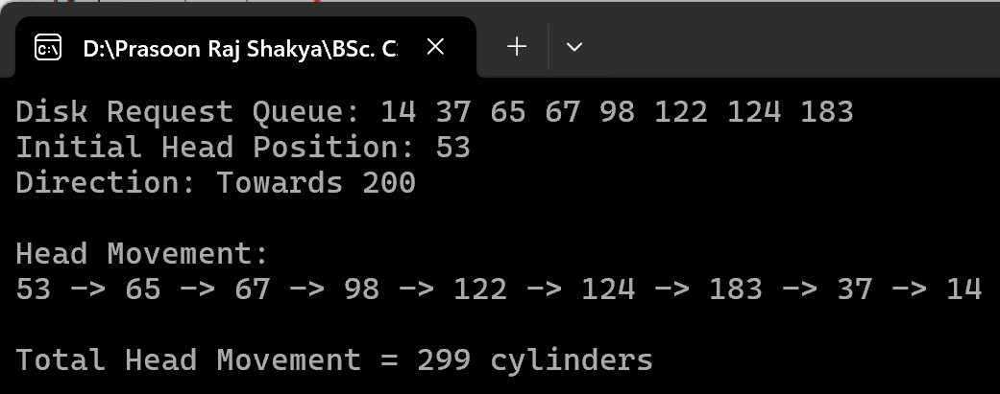 D:\Prasoon Raj Shakya\BSc. C
Disk Request Queue: 14 37 65 67 98 122 124 183
Initial Head Position: 53
Direction: Towards 200
Head Movement:
53 -> 65 -> 67 -> 98 -> 122 -> 124 -> 183 -> 37 -> 14
Total Head Movement = 299 cylinders